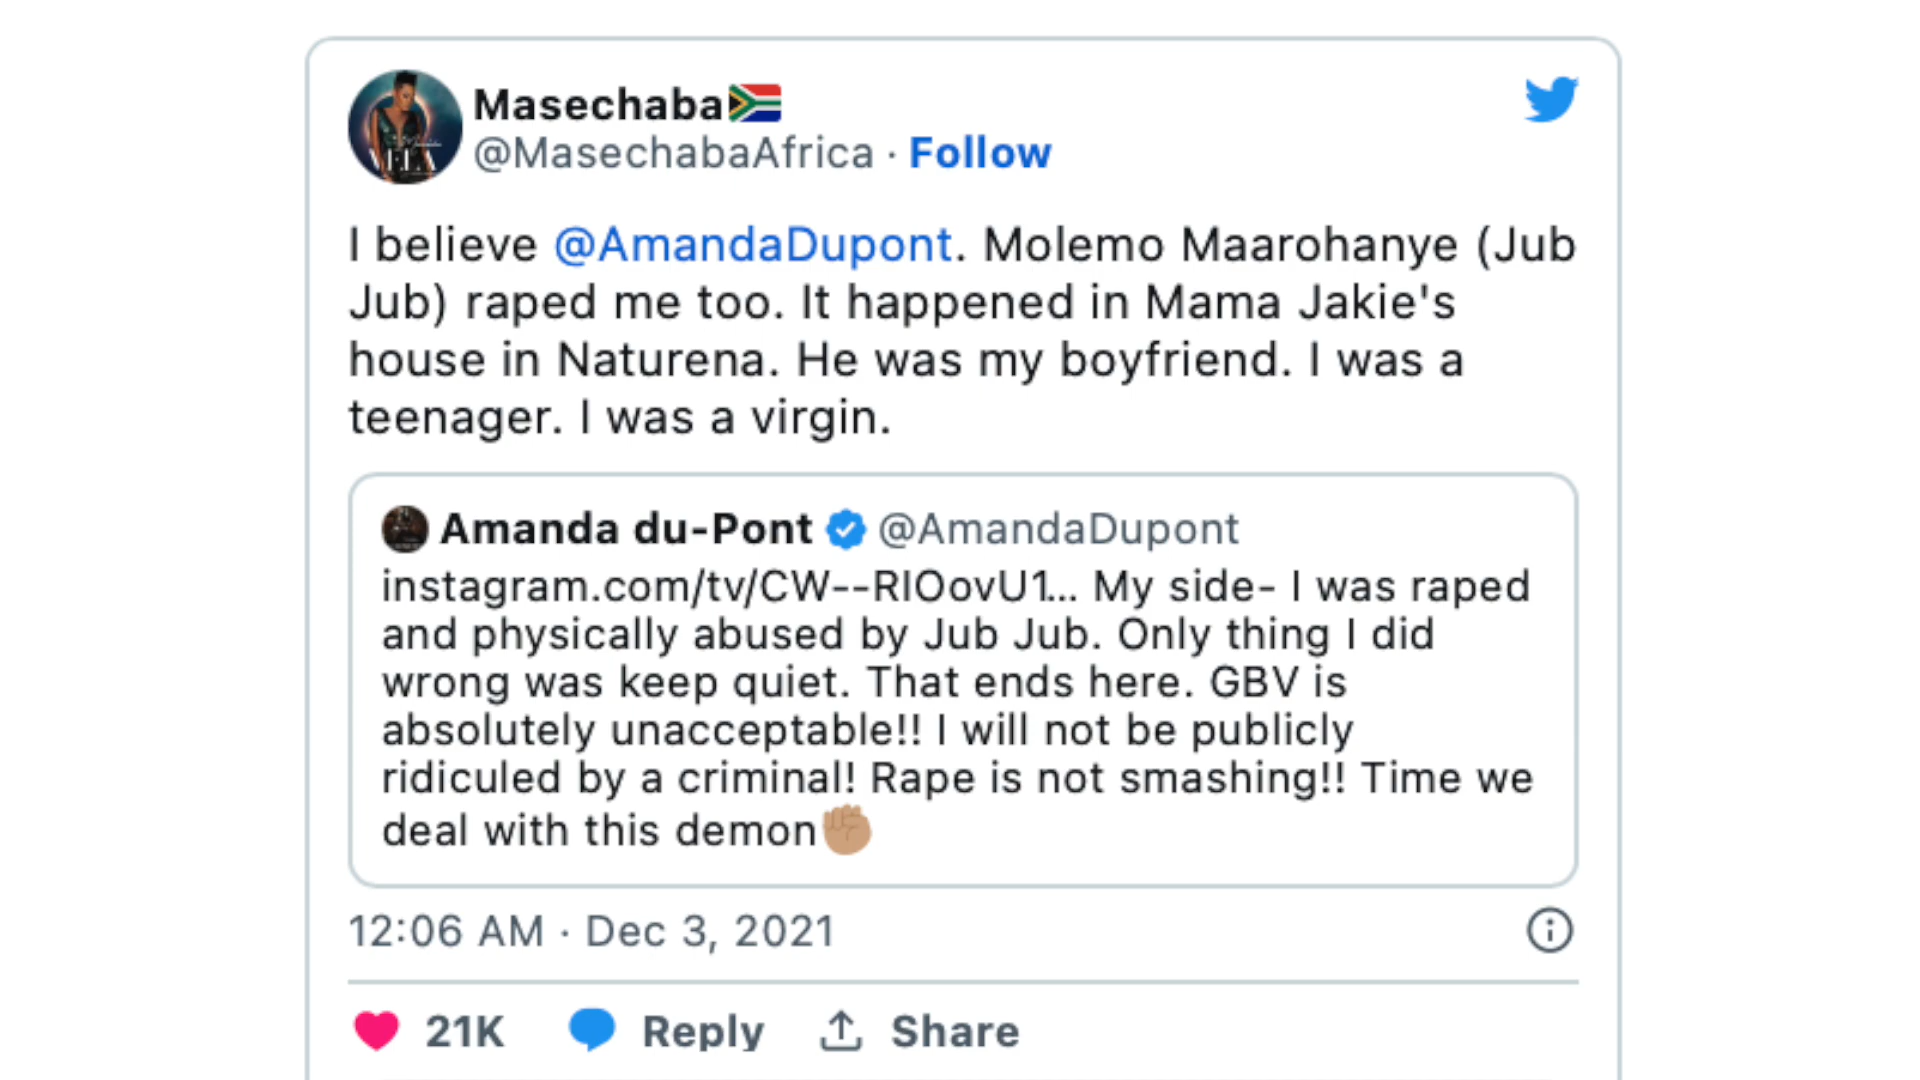 Masechaba🇿🇦
@MasechabaAfrica · Follow
I believe @AmandaDupont. Molemo Maarohanye (Jub
Jub) raped me too. It happened in Mama Jakie's
house in Naturena. He was my boyfriend. I was a
teenager. I was a virgin.
Amanda du-Pont @AmandaDupont
instagram.com/tv/CW--RIOovU1... My side- I was raped
and physically abused by Jub Jub. Only thing I did
wrong was keep quiet. That ends here. GBV is
absolutely unacceptable!! I will not be publicly
ridiculed by a criminal! Rape is not smashing!! Time we
deal with this demon✊🏽
12:06 AM · Dec 3, 2021
21K Reply Share